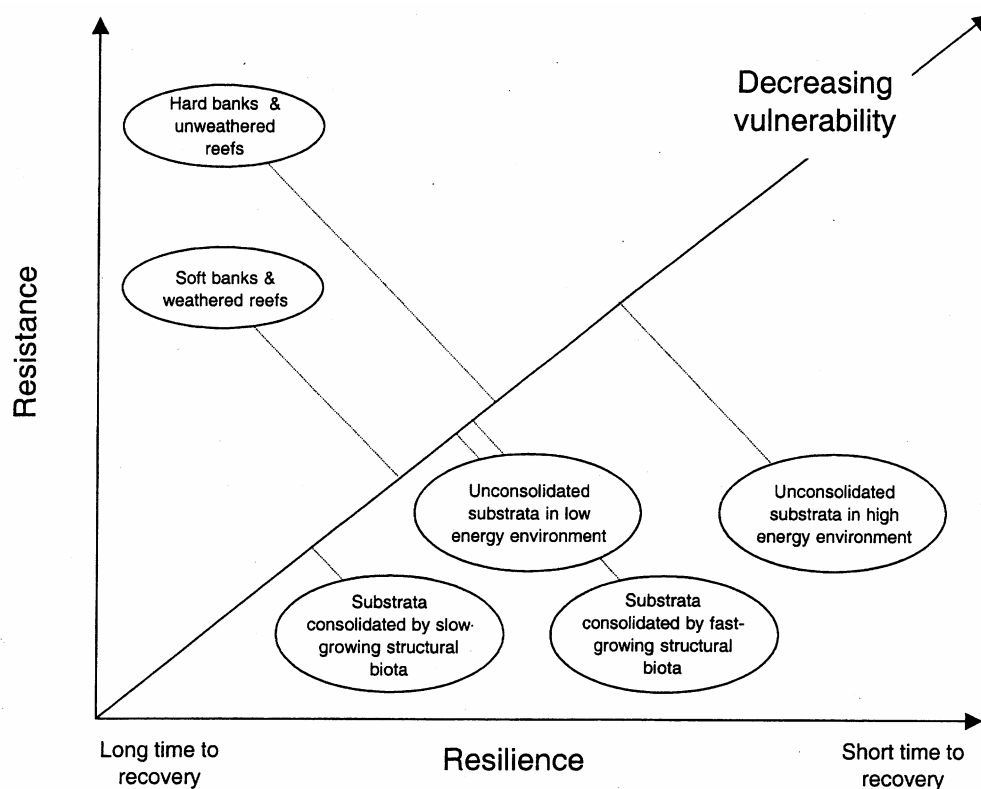 Decreasing
vulnerability
Hard banks &
unweathered
reefs
Soft banks &
weathered reefs
Resistance
Unconsolidated
substrata in low
energy environment
Unconsolidated
substrata in high
energy environment
Substrata
consolidated by slow-
growing structural
biota
Substrata
consolidated by fast-
growing structural
biota
Long time to
recovery
Resilience
Short time to
recovery